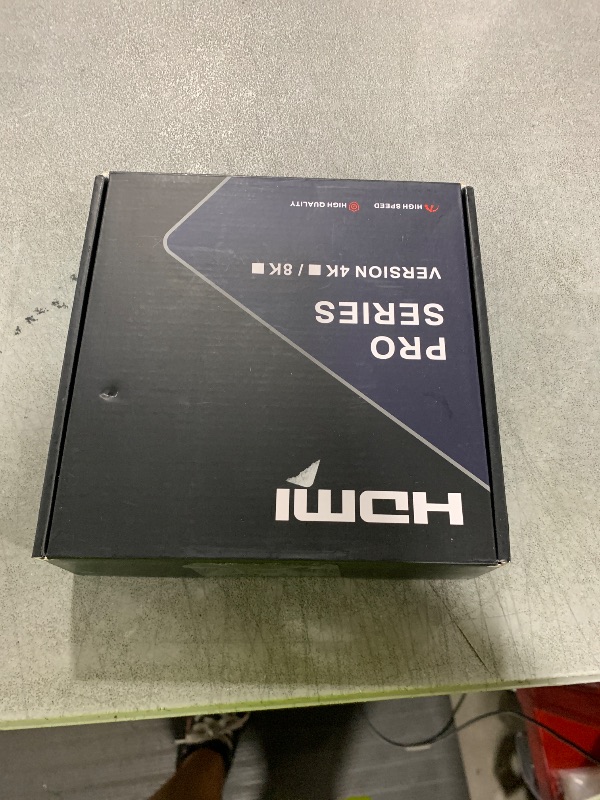 HDMI
PRO
SERIES
VERSION 4K ■ / 8K ■
HIGH SPEED HIGH QUALITY